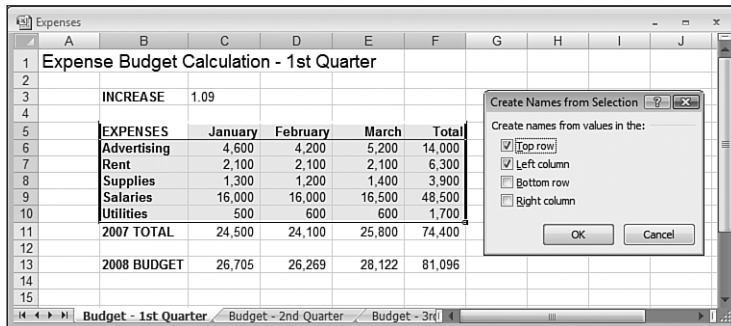 Expenses
A B C D E F G H I J
1 Expense Budget Calculation - 1st Quarter
2
3 INCREASE 1.09
4
5 EXPENSES January February March Total
6 Advertising 4,600 4,200 5,200 14,000
7 Rent 2,100 2,100 2,100 6,300
8 Supplies 1,300 1,200 1,400 3,900
9 Salaries 16,000 16,000 16,500 48,500
10 Utilities 500 600 600 1,700
11 2007 TOTAL 24,500 24,100 25,800 74,400
12
13 2008 BUDGET 26,705 26,269 28,122 81,096
14
15
Budget - 1st Quarter Budget - 2nd Quarter Budget - 3r
Create Names from Selection
Create names from values in the:
Top row
Left column
Bottom row
Right column
OK Cancel